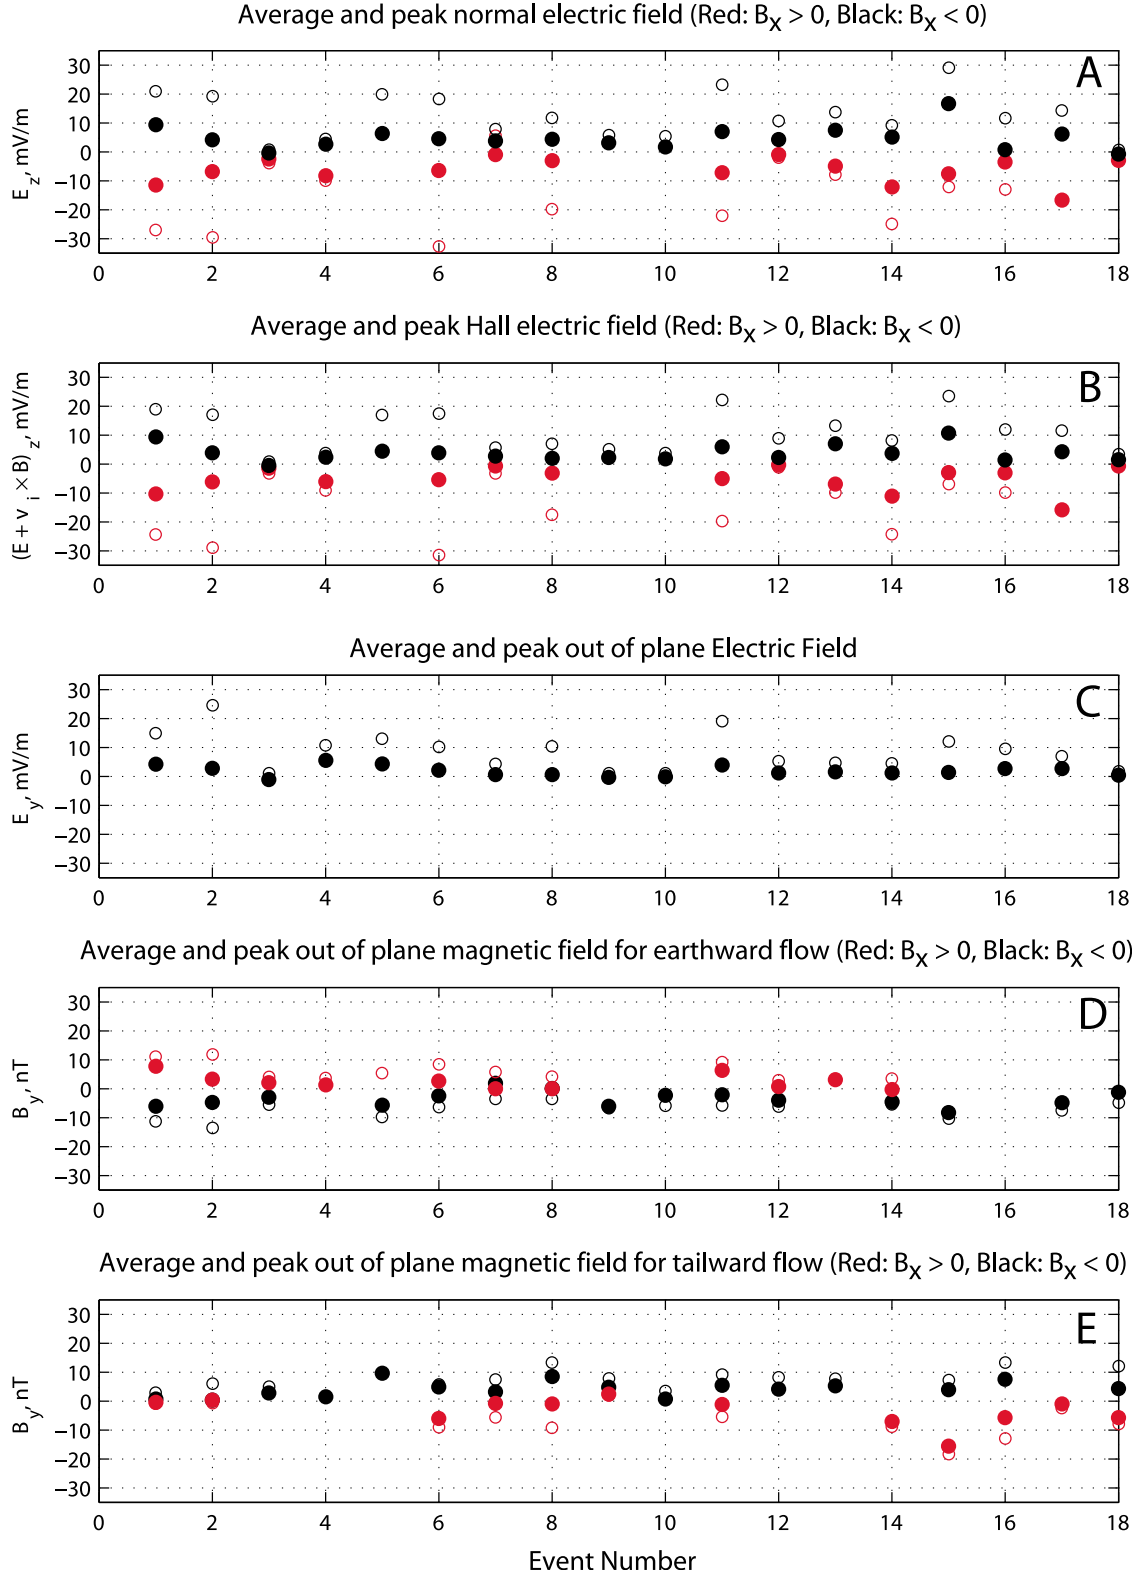 Average and peak normal electric field (Red: Bx > 0, Black: Bx < 0)
A
30
20
10
0
−10
−20
−30
Ez, mV/m
0 2 4 6 8 10 12 14 16 18
Average and peak Hall electric field (Red: Bx > 0, Black: Bx < 0)
B
30
20
10
0
−10
−20
−30
(E + vi × B)z, mV/m
0 2 4 6 8 10 12 14 16 18
Average and peak out of plane Electric Field
C
30
20
10
0
−10
−20
−30
Ey, mV/m
0 2 4 6 8 10 12 14 16 18
Average and peak out of plane magnetic field for earthward flow (Red: Bx > 0, Black: Bx < 0)
D
30
20
10
0
−10
−20
−30
By, nT
0 2 4 6 8 10 12 14 16 18
Average and peak out of plane magnetic field for tailward flow (Red: Bx > 0, Black: Bx < 0)
E
30
20
10
0
−10
−20
−30
By, nT
0 2 4 6 8 10 12 14 16 18
Event Number